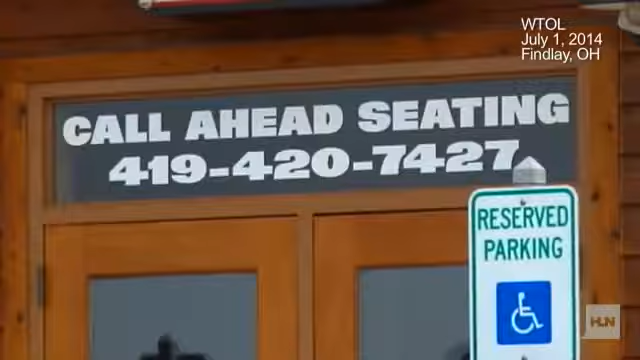 WTOL
July 1, 2014
Findlay, OH
CALL AHEAD SEATING
419-420-7427
RESERVED
PARKING
HLN